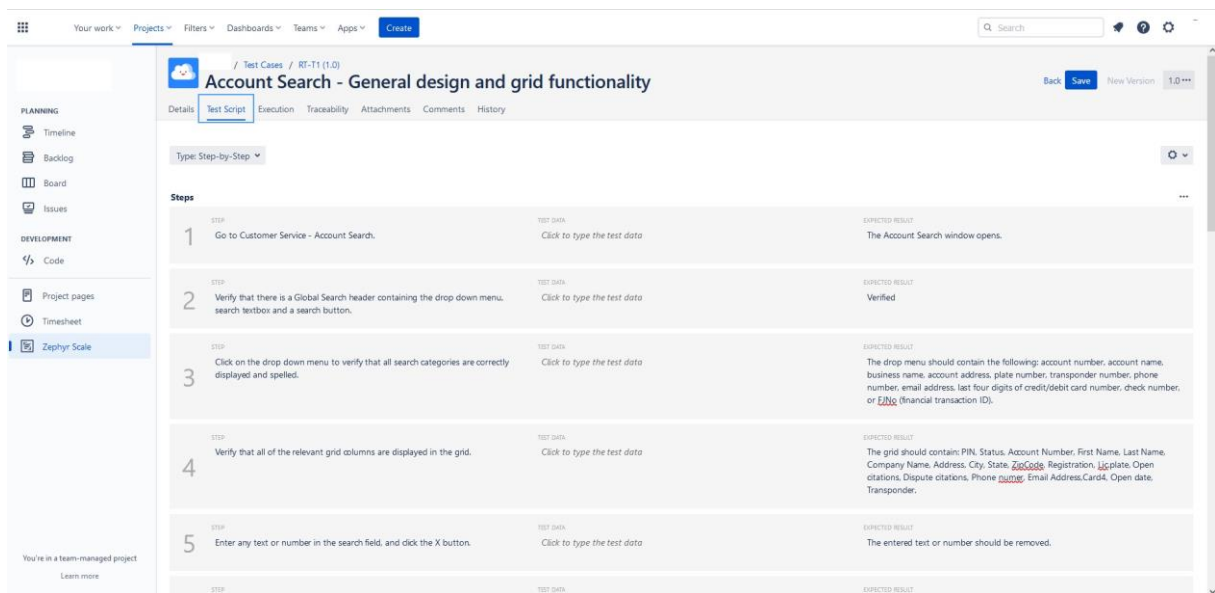 Your work Projects Filters Dashboards Teams Apps Create Search
/ Test Cases / RT-T1 (1.0)
Account Search - General design and grid functionality
Back Save New Version 1.0
Details Test Script Execution Traceability Attachments Comments History
PLANNING
Timeline
Backlog
Board
Issues
DEVELOPMENT
Code
Project pages
Timesheet
Zephyr Scale
You're in a team-managed project
Learn more
Type: Step-by-Step
Steps
STEP TEST DATA EXPECTED RESULT
1 Go to Customer Service - Account Search. Click to type the test data The Account Search window opens.
STEP TEST DATA EXPECTED RESULT
2 Verify that there is a Global Search header containing the drop down menu, Click to type the test data Verified
search textbox and a search button.
STEP TEST DATA EXPECTED RESULT
3 Click on the drop down menu to verify that all search categories are correctly Click to type the test data The drop menu should contain the following: account number, account name,
displayed and spelled. business name, account address, plate number, transponder number, phone
number, email address, last four digits of credit/debit card number, check number,
or FJNo (financial transaction ID).
STEP TEST DATA EXPECTED RESULT
4 Verify that all of the relevant grid columns are displayed in the grid. Click to type the test data The grid should contain: PIN, Status, Account Number, First Name, Last Name,
Company Name, Address, City, State, ZipCode, Registration, Lic.plate, Open
citations, Dispute citations, Phone numer, Email Address,Card4, Open date,
Transponder.
STEP TEST DATA EXPECTED RESULT
5 Enter any text or number in the search field, and click the X button. Click to type the test data The entered text or number should be removed.
STEP TEST DATA EXPECTED RESULT